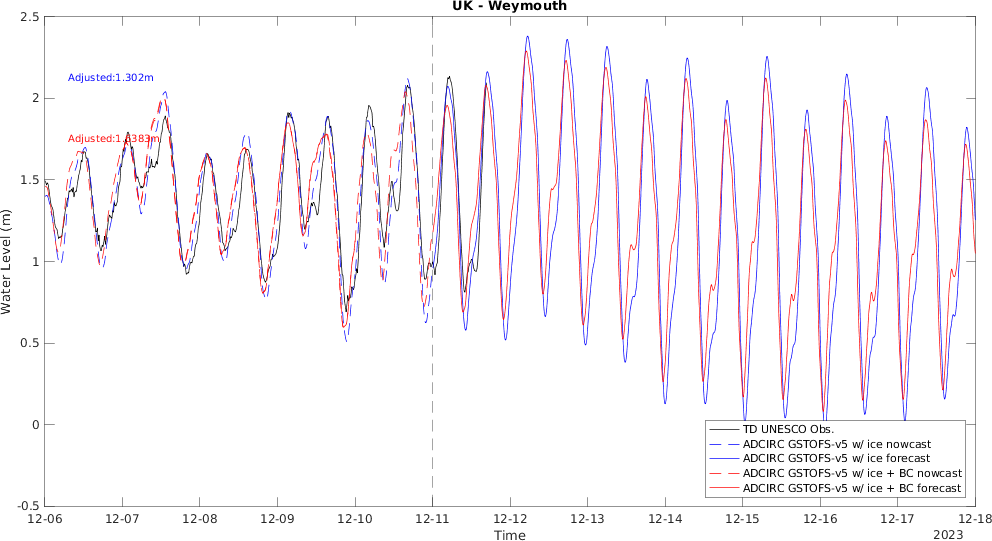 UK - Weymouth
2.5
2
1.5
1
0.5
0
-0.5
Water Level (m)
Adjusted:1.302m
TD UNESCO Obs.
ADCIRC GSTOFS-v5 w/ ice nowcast
ADCIRC GSTOFS-v5 w/ ice forecast
ADCIRC GSTOFS-v5 w/ ice + BC nowcast
ADCIRC GSTOFS-v5 w/ ice + BC forecast
12-06 12-07 12-08 12-09 12-10 12-11 12-12 12-13 12-14 12-15 12-16 12-17 12-18
Time
2023